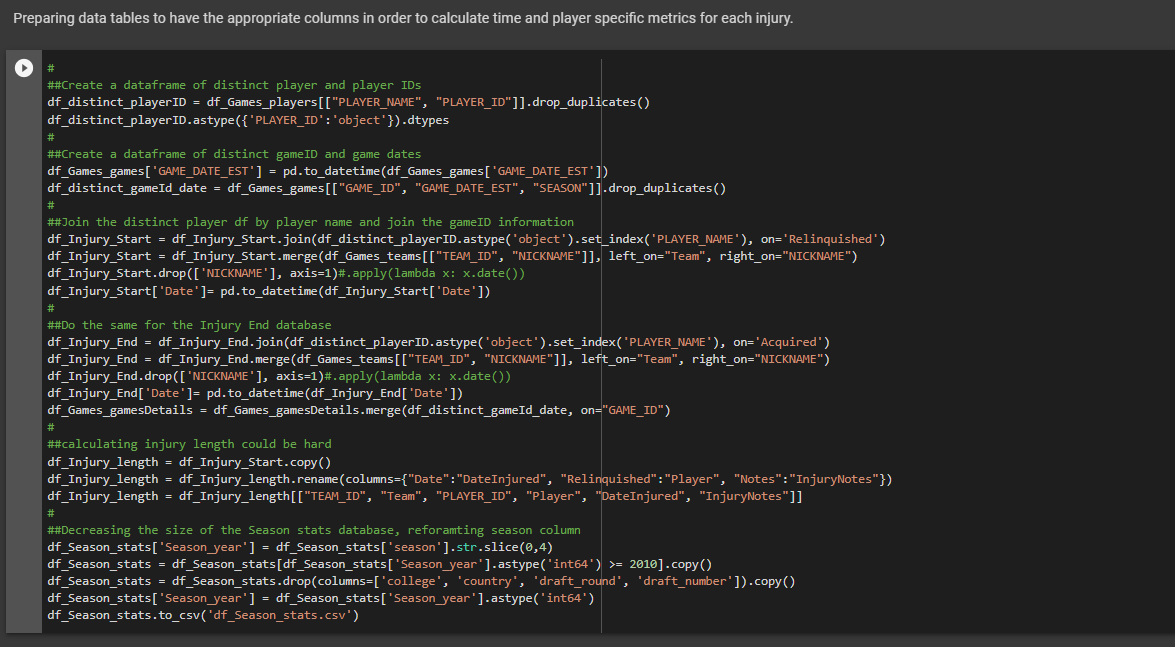 Preparing data tables to have the appropriate columns in order to calculate time and player specific metrics for each injury.
#
##Create a dataframe of distinct player and player IDs
df_distinct_playerID = df_Games_players[["PLAYER_NAME", "PLAYER_ID"]].drop_duplicates()
df_distinct_playerID.astype({'PLAYER_ID':'object'}).dtypes
#
##Create a dataframe of distinct gameID and game dates
df_Games_games['GAME_DATE_EST'] = pd.to_datetime(df_Games_games['GAME_DATE_EST'])
df_distinct_gameId_date = df_Games_games[["GAME_ID", "GAME_DATE_EST", "SEASON"]].drop_duplicates()
#
##Join the distinct player df by player name and join the gameID information
df_Injury_Start = df_Injury_Start.join(df_distinct_playerID.astype('object').set_index('PLAYER_NAME'), on='Relinquished')
df_Injury_Start = df_Injury_Start.merge(df_Games_teams[["TEAM_ID", "NICKNAME"]], left_on="Team", right_on="NICKNAME")
df_Injury_Start.drop(['NICKNAME'], axis=1)#.apply(lambda x: x.date())
df_Injury_Start['Date']= pd.to_datetime(df_Injury_Start['Date'])
#
##Do the same for the Injury End database
df_Injury_End = df_Injury_End.join(df_distinct_playerID.astype('object').set_index('PLAYER_NAME'), on='Acquired')
df_Injury_End = df_Injury_End.merge(df_Games_teams[["TEAM_ID", "NICKNAME"]], left_on="Team", right_on="NICKNAME")
df_Injury_End.drop(['NICKNAME'], axis=1)#.apply(lambda x: x.date())
df_Injury_End['Date']= pd.to_datetime(df_Injury_End['Date'])
df_Games_gamesDetails = df_Games_gamesDetails.merge(df_distinct_gameId_date, on="GAME_ID")
#
##calculating injury length could be hard
df_Injury_length = df_Injury_Start.copy()
df_Injury_length = df_Injury_length.rename(columns={"Date":"DateInjured", "Relinquished":"Player", "Notes":"InjuryNotes"})
df_Injury_length = df_Injury_length[["TEAM_ID", "Team", "PLAYER_ID", "Player", "DateInjured", "InjuryNotes"]]
#
##Decreasing the size of the Season stats database, reforamting season column
df_Season_stats['Season_year'] = df_Season_stats['season'].str.slice(0,4)
df_Season_stats = df_Season_stats[df_Season_stats['Season_year'].astype('int64') >= 2010].copy()
df_Season_stats = df_Season_stats.drop(columns=['college', 'country', 'draft_round', 'draft_number']).copy()
df_Season_stats['Season_year'] = df_Season_stats['Season_year'].astype('int64')
df_Season_stats.to_csv('df_Season_stats.csv')